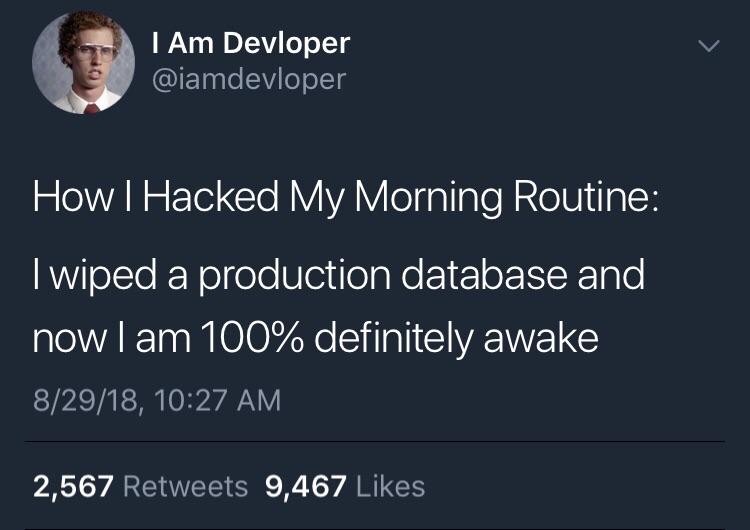 I Am Devloper
@iamdevloper
How I Hacked My Morning Routine:
I wiped a production database and
now I am 100% definitely awake
8/29/18, 10:27 AM
2,567 Retweets 9,467 Likes